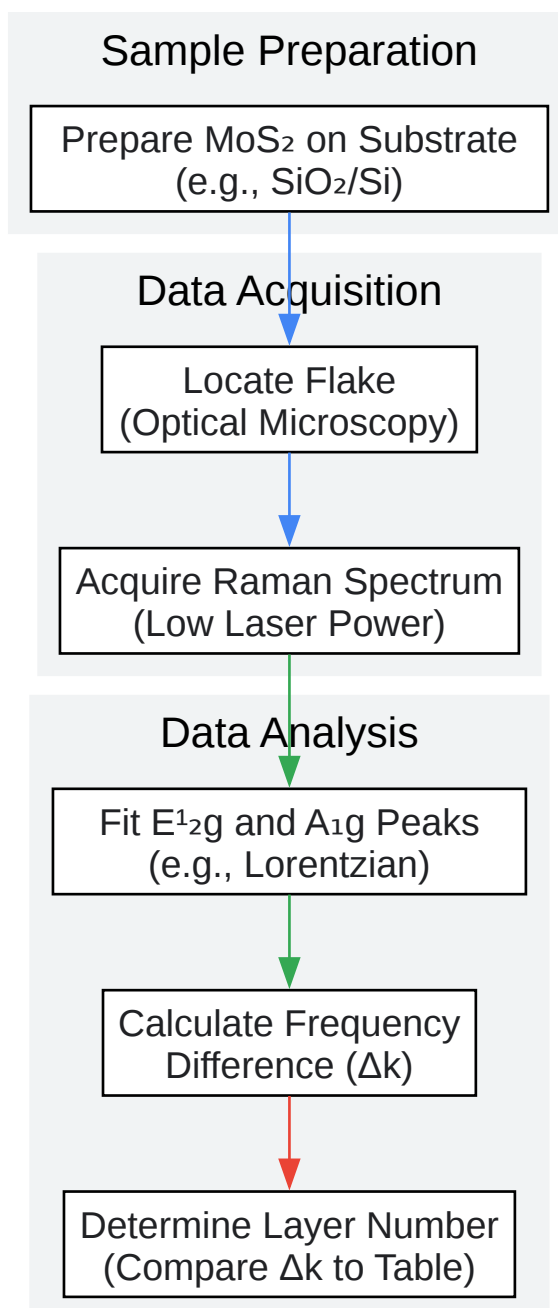 Sample Preparation
Prepare MoS₂ on Substrate
(e.g., SiO₂/Si)
Data Acquisition
Locate Flake
(Optical Microscopy)
Acquire Raman Spectrum
(Low Laser Power)
Data Analysis
Fit E¹₂g and A₁g Peaks
(e.g., Lorentzian)
Calculate Frequency
Difference (Δk)
Determine Layer Number
(Compare Δk to Table)